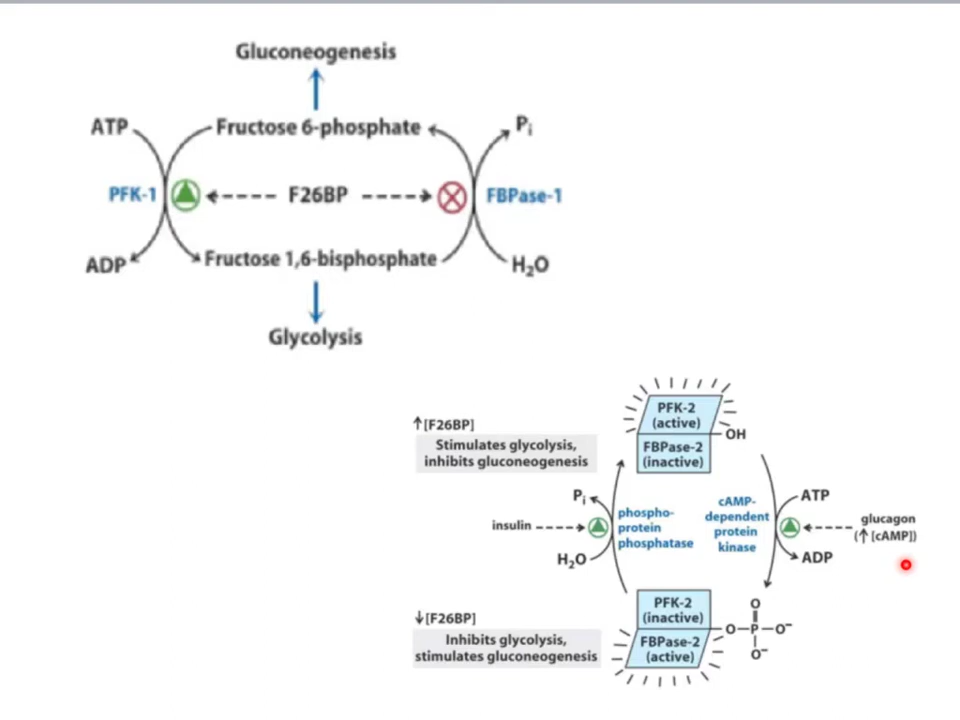 Gluconeogenesis
ATP
Fructose 6-phosphate
Pi
PFK-1
F26BP
FBPase-1
ADP
Fructose 1,6-bisphosphate
H₂O
Glycolysis
PFK-2
(active)
OH
FBPase-2
(inactive)
↑[F26BP]
Stimulates glycolysis,
inhibits gluconeogenesis
Pi
insulin
H₂O
phospho-
protein
phosphatase
cAMP-
dependent
protein
kinase
ATP
glucagon
(↑[cAMP])
ADP
↓[F26BP]
Inhibits glycolysis,
stimulates gluconeogenesis
PFK-2
(inactive)
FBPase-2
(active)
O
O—P—O⁻
O⁻